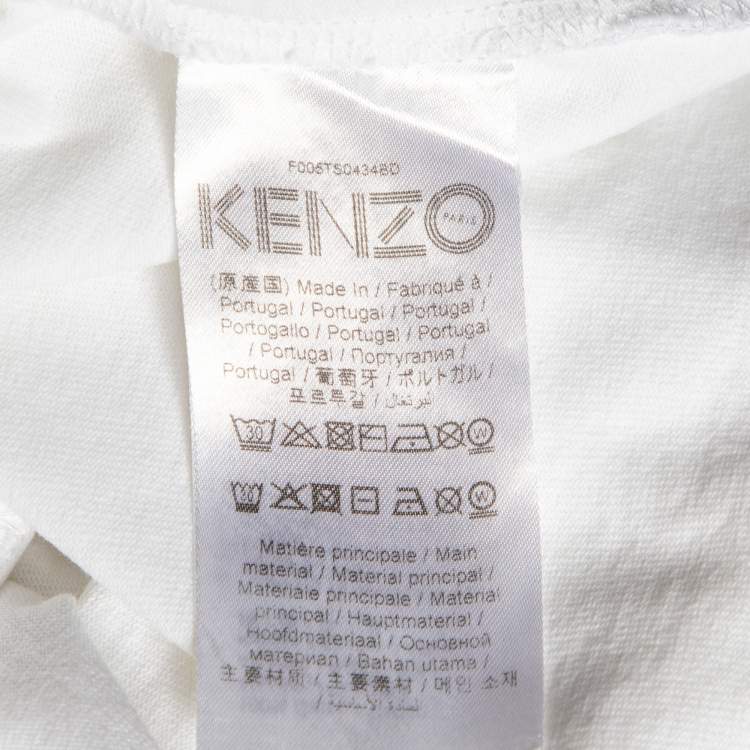 F005TS0434BD
KENZO
PARIS
(原産国) Made In / Fabriqué à /
Portugal / Portugal / Portugal /
Portogallo / Portugal / Portugal
/ Portugal / Португалия /
Portugal / 葡萄牙 / ポルトガル /
포르투갈 / البرتغال
30
W
30
W
Matière principale / Main
material / Material principal /
Materiale principale / Material
principal / Hauptmaterial /
Hoofdmateriaal / Основной
материал / Bahan utama /
主要材质 / 主要素材 / 메인 소재
/